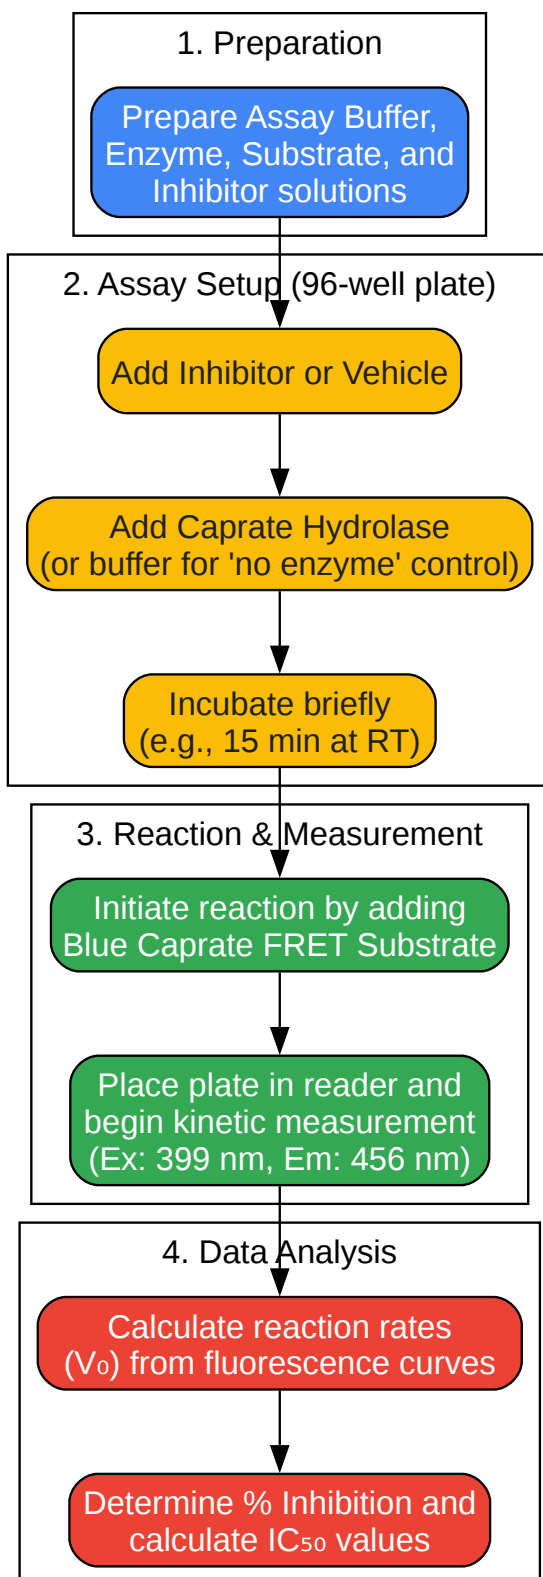 1. Preparation
Prepare Assay Buffer,
Enzyme, Substrate, and
Inhibitor solutions
2. Assay Setup (96-well plate)
Add Inhibitor or Vehicle
Add Caprate Hydrolase
(or buffer for 'no enzyme' control)
Incubate briefly
(e.g., 15 min at RT)
3. Reaction & Measurement
Initiate reaction by adding
Blue Caprate FRET Substrate
Place plate in reader and
begin kinetic measurement
(Ex: 399 nm, Em: 456 nm)
4. Data Analysis
Calculate reaction rates
(V₀) from fluorescence curves
Determine % Inhibition and
calculate IC₅₀ values